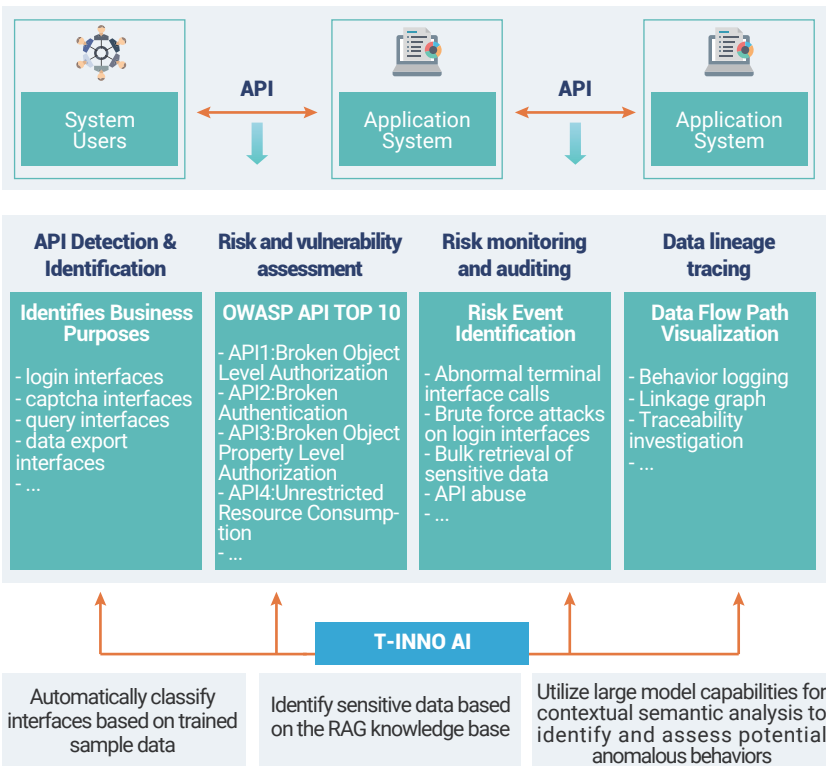 API
API
System
Users
Application
System
Application
System
API Detection &
Identification
Risk and vulnerability
assessment
Risk monitoring
and auditing
Data lineage
tracing
Identifies Business
Purposes
- login interfaces
- captcha interfaces
- query interfaces
- data export
interfaces
- ...
OWASP API TOP 10
- API1:Broken Object
Level Authorization
- API2:Broken
Authentication
- API3:Broken Object
Property Level
Authorization
- API4:Unrestricted
Resource Consump-
tion
- ...
Risk Event
Identification
- Abnormal terminal
interface calls
- Brute force attacks
on login interfaces
- Bulk retrieval of
sensitive data
- API abuse
- ...
Data Flow Path
Visualization
- Behavior logging
- Linkage graph
- Traceability
investigation
- ...
T-INNO AI
Automatically classify
interfaces based on trained
sample data
Identify sensitive data based
on the RAG knowledge base
Utilize large model capabilities for
contextual semantic analysis to
identify and assess potential
anomalous behaviors